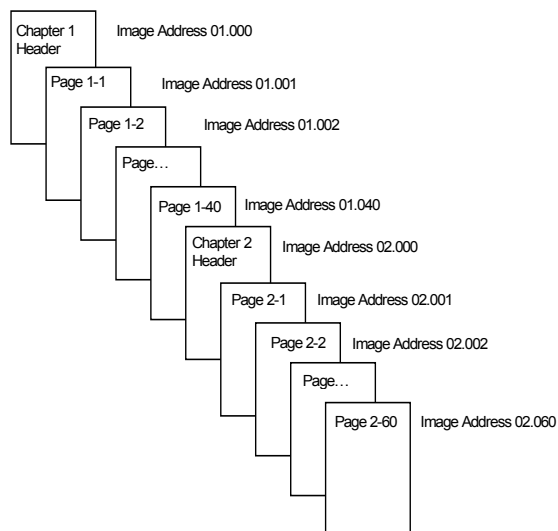 Chapter 1
Header
Image Address 01.000
Page 1-1
Image Address 01.001
Page 1-2
Image Address 01.002
Page…
Page 1-40
Image Address 01.040
Chapter 2
Header
Image Address 02.000
Page 2-1
Image Address 02.001
Page 2-2
Image Address 02.002
Page…
Page 2-60
Image Address 02.060